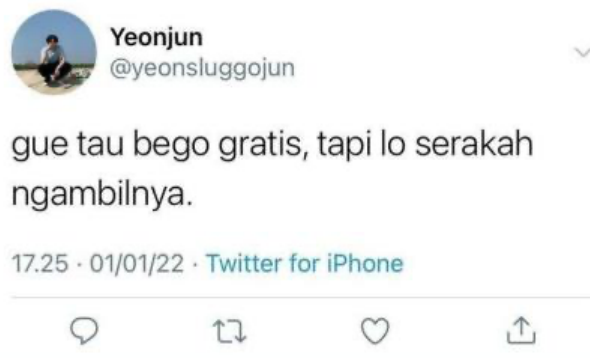 Yeonjun
@yeonsluggojun
gue tau bego gratis, tapi lo serakah
ngambilnya.
17.25 · 01/01/22 · Twitter for iPhone